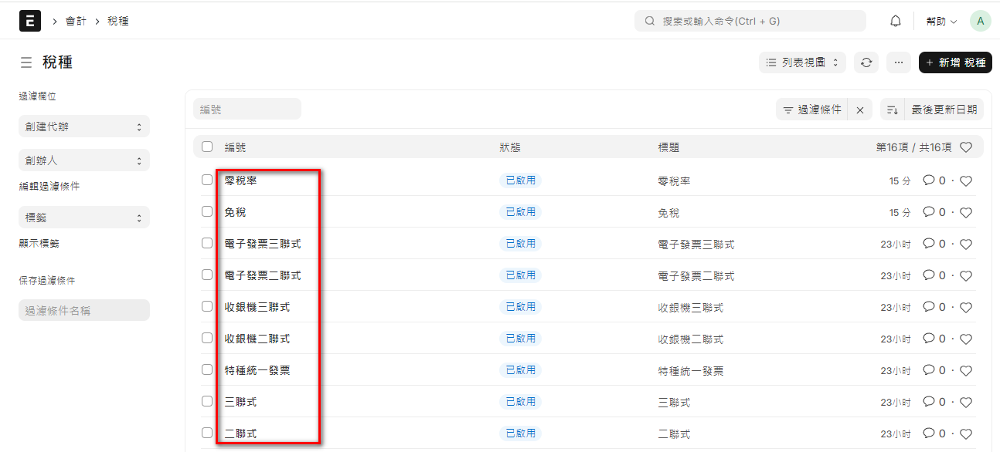 E > 會計 > 稅種
搜索或輸入命令(Ctrl + G)
幫助
A
稅種
列表視圖
...
+ 新增 稅種
過濾欄位
創建代辦
創辦人
編輯過濾條件
標籤
顯示標籤
保存過濾條件
過濾條件名稱
編號
過濾條件
最後更新日期
編號 狀態 標題 第16項 / 共16項
零稅率 已啟用 零稅率 15 分 0 ·
免稅 已啟用 免稅 15 分 0 ·
電子發票三聯式 已啟用 電子發票三聯式 23小时 0 ·
電子發票二聯式 已啟用 電子發票二聯式 23小时 0 ·
收銀機三聯式 已啟用 收銀機三聯式 23小时 0 ·
收銀機二聯式 已啟用 收銀機二聯式 23小时 0 ·
特種統一發票 已啟用 特種統一發票 23小时 0 ·
三聯式 已啟用 三聯式 23小时 0 ·
二聯式 已啟用 二聯式 23小时 0 ·